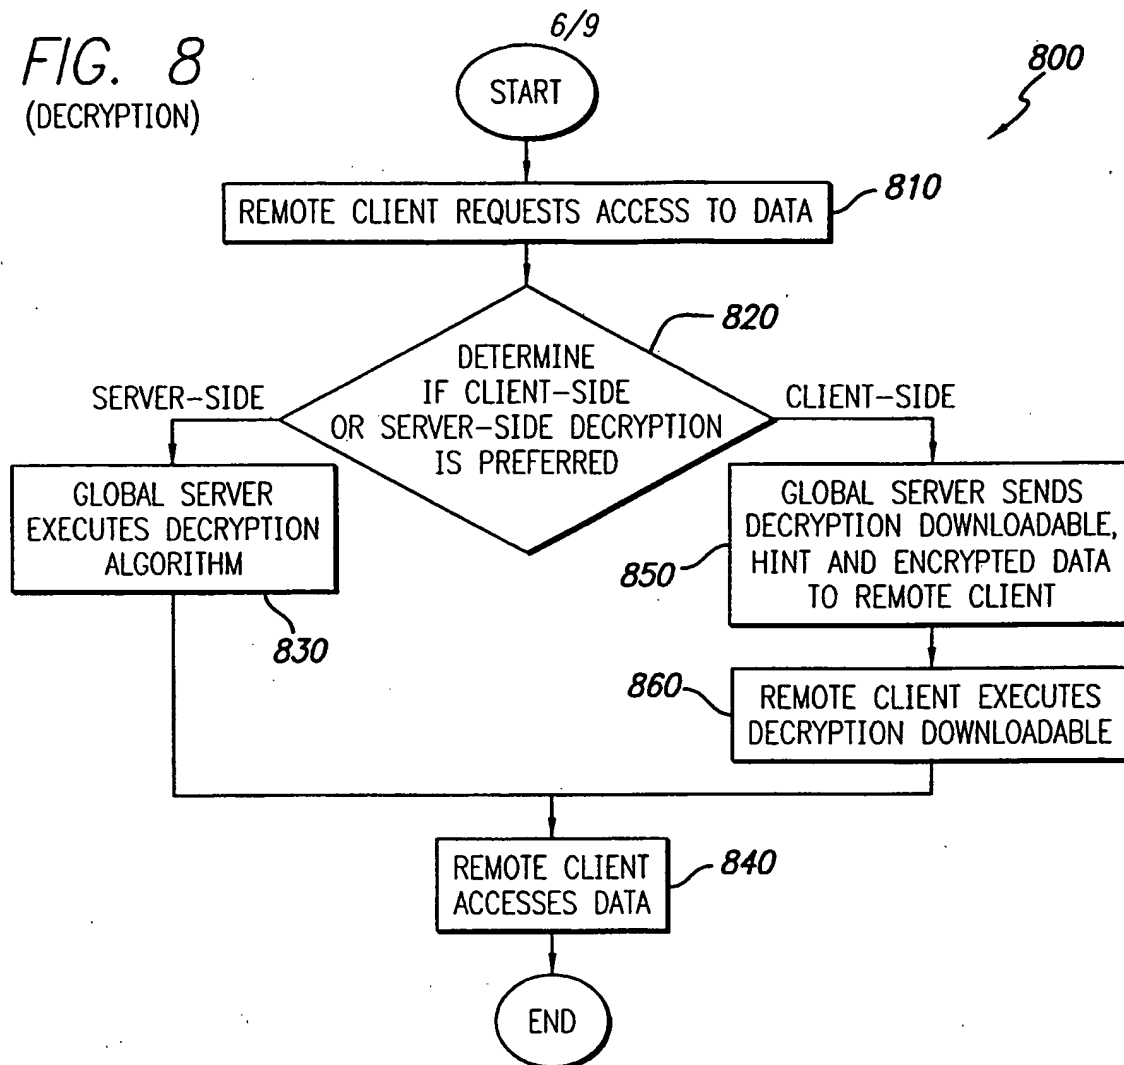 6/9
FIG. 8
(DECRYPTION)
START
800
REMOTE CLIENT REQUESTS ACCESS TO DATA
810
DETERMINE
IF CLIENT-SIDE
OR SERVER-SIDE DECRYPTION
IS PREFERRED
820
SERVER-SIDE
CLIENT-SIDE
GLOBAL SERVER
EXECUTES DECRYPTION
ALGORITHM
830
GLOBAL SERVER SENDS
DECRYPTION DOWNLOADABLE,
HINT AND ENCRYPTED DATA
TO REMOTE CLIENT
850
860
REMOTE CLIENT EXECUTES
DECRYPTION DOWNLOADABLE
REMOTE CLIENT
ACCESSES DATA
840
END